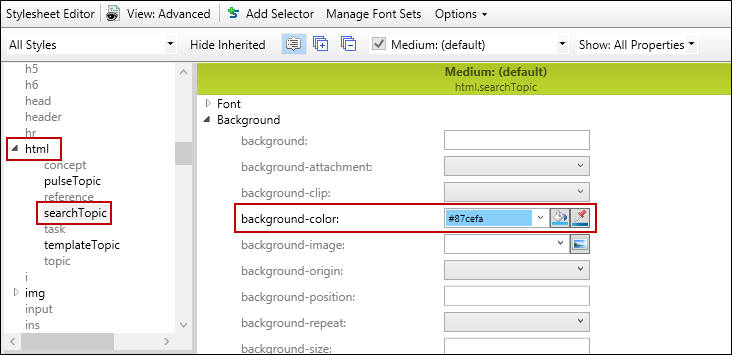 Stylesheet Editor View: Advanced Add Selector Manage Font Sets Options
All Styles Hide Inherited Medium: (default) Show: All Properties
h5
h6
head
header
hr
html
concept
pulseTopic
reference
searchTopic
task
templateTopic
topic
i
img
input
ins
Medium: (default)
html.searchTopic
Font
Background
background:
background-attachment:
background-clip:
background-color: #87cefa
background-image:
background-origin:
background-position:
background-repeat:
background-size: